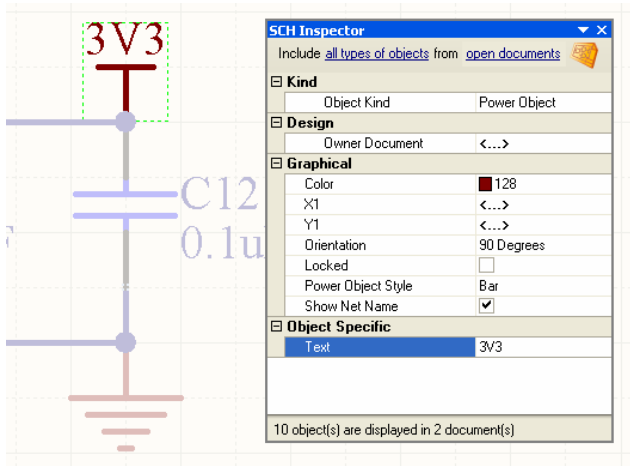 3V3
C12
0.1u
SCH Inspector
Include all types of objects from open documents
Kind
Object Kind Power Object
Design
Owner Document <...>
Graphical
Color 128
X1 <...>
Y1 <...>
Orientation 90 Degrees
Locked
Power Object Style Bar
Show Net Name
Object Specific
Text 3V3
10 object(s) are displayed in 2 document(s)